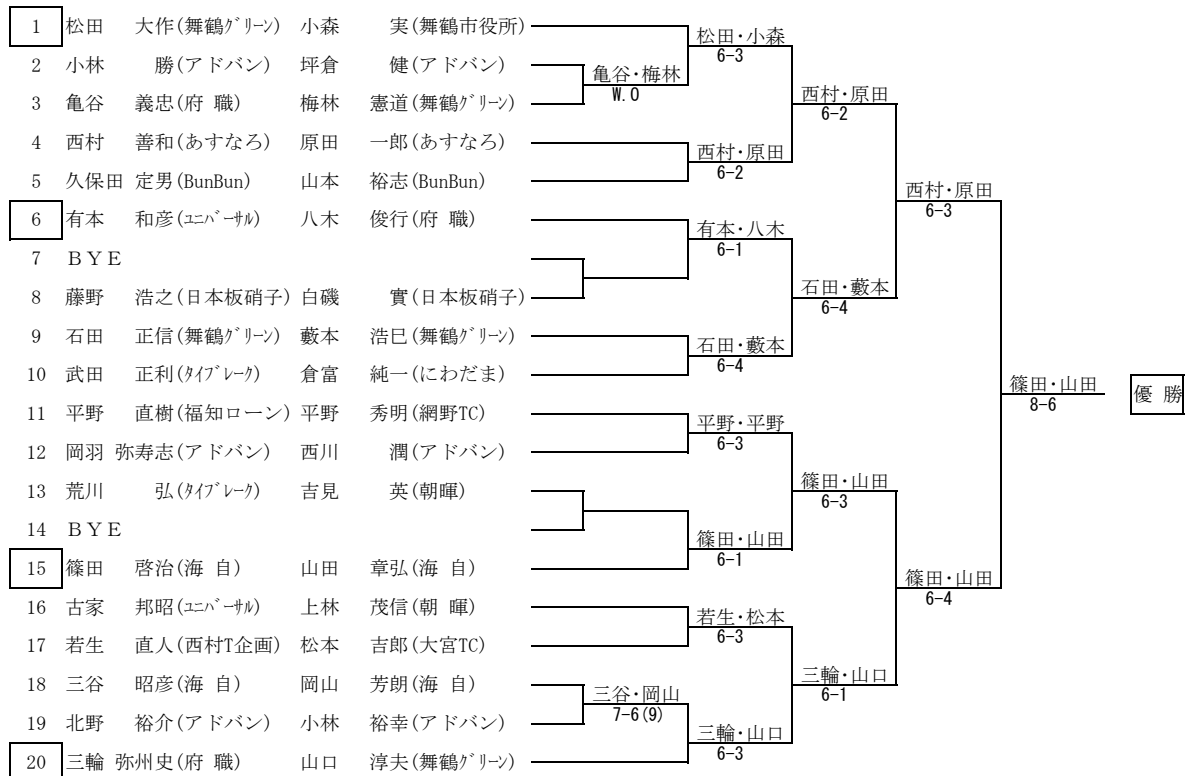 1 松田 大作(舞鶴ｸﾞﾘｰﾝ) 小森 実(舞鶴市役所)
2 小林 勝(アドバン) 坪倉 健(アドバン)
3 亀谷 義忠(府 職) 梅林 憲道(舞鶴ｸﾞﾘｰﾝ)
4 西村 善和(あすなろ) 原田 一郎(あすなろ)
5 久保田 定男(BunBun) 山本 裕志(BunBun)
6 有本 和彦(ﾕﾆﾊﾞｰｻﾙ) 八木 俊行(府 職)
7 ＢＹＥ
8 藤野 浩之(日本板硝子) 白磯 實(日本板硝子)
9 石田 正信(舞鶴ｸﾞﾘｰﾝ) 藪本 浩巳(舞鶴グリーン)
10 武田 正利(ﾀｲﾌﾞﾚｰｸ) 倉富 純一(にわだま)
11 平野 直樹(福知ローン) 平野 秀明(網野TC)
12 岡羽 弥寿志(アドバン) 西川 潤(アドバン)
13 荒川 弘(ﾀｲﾌﾞﾚｰｸ) 吉見 英(朝暉)
14 ＢＹＥ
15 篠田 啓治(海 自) 山田 章弘(海 自)
16 古家 邦昭(ﾕﾆﾊﾞｰｻﾙ) 上林 茂信(朝 暉)
17 若生 直人(西村T企画) 松本 吉郎(大宮TC)
18 三谷 昭彦(海 自) 岡山 芳朗(海 自)
19 北野 裕介(アドバン) 小林 裕幸(アドバン)
20 三輪 弥州史(府 職) 山口 淳夫(舞鶴ｸﾞﾘｰﾝ)
亀谷・梅林
W.O
三谷・岡山
7-6(9)
松田・小森
6-3
西村・原田
6-2
有本・八木
6-1
石田・藪本
6-4
平野・平野
6-3
篠田・山田
6-1
若生・松本
6-3
三輪・山口
6-3
西村・原田
6-2
石田・藪本
6-4
篠田・山田
6-3
三輪・山口
6-1
西村・原田
6-3
篠田・山田
6-4
篠田・山田
8-6
優 勝